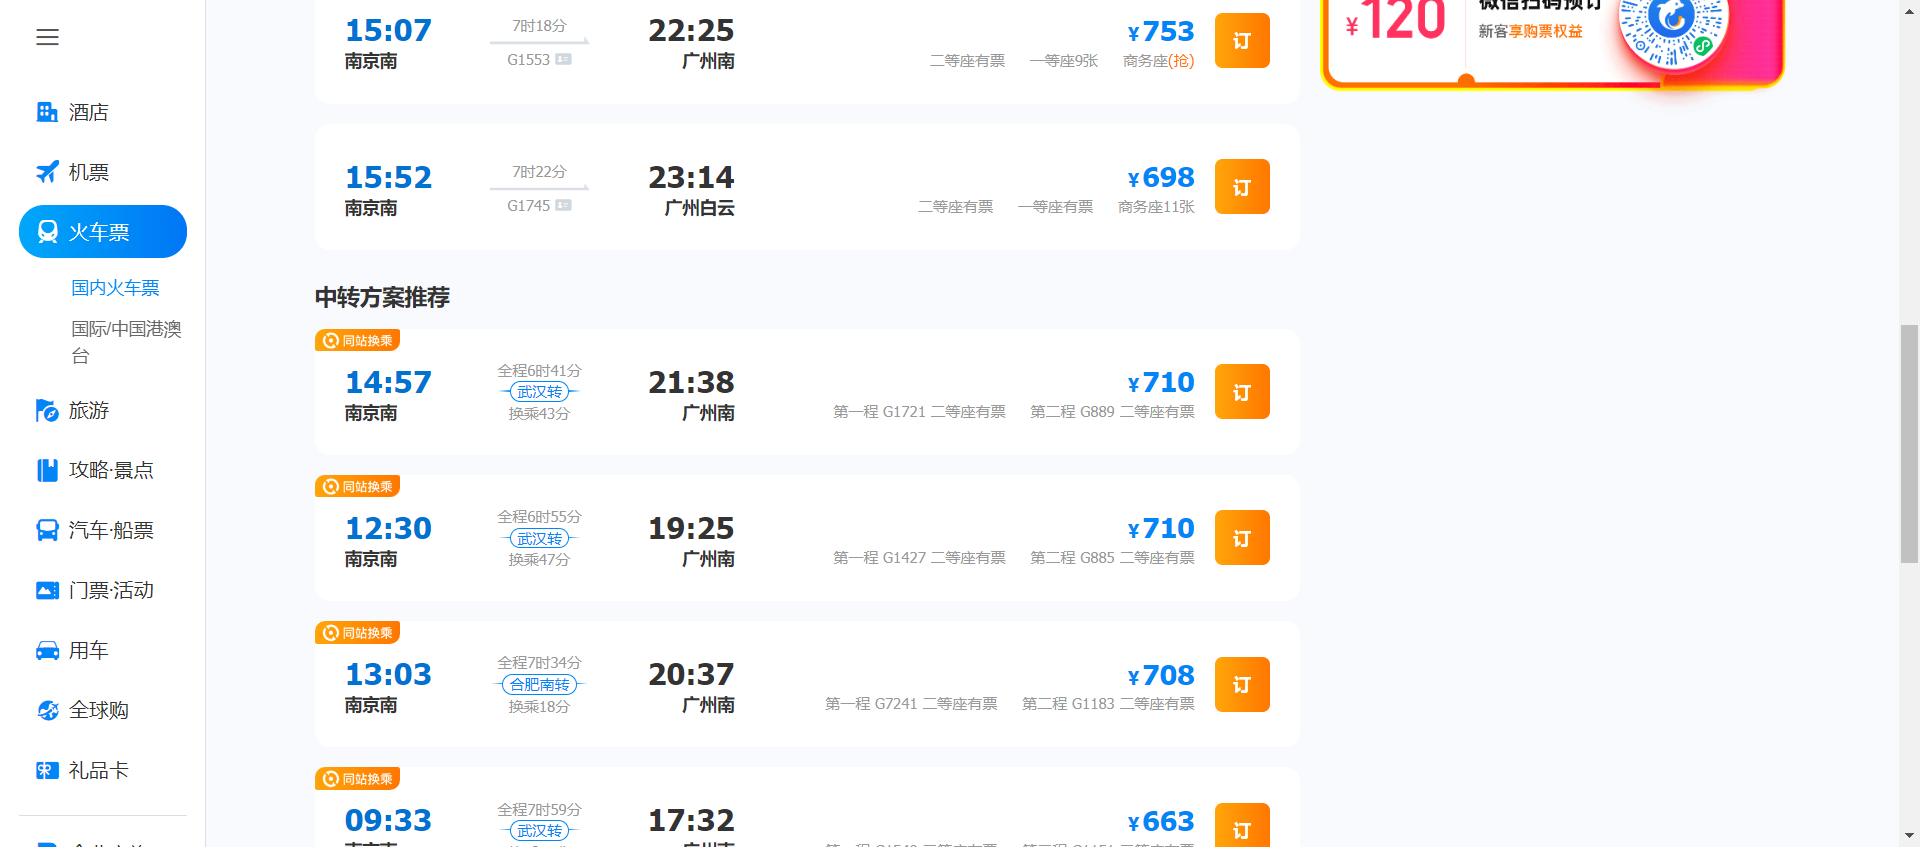 酒店
机票
火车票
国内火车票
国际/中国港澳
台
旅游
攻略·景点
汽车·船票
门票·活动
用车
全球购
礼品卡
15:07
南京南
7时18分
G1553
22:25
广州南
¥753
二等座有票 一等座9张 商务座(抢)
订
15:52
南京南
7时22分
G1745
23:14
广州白云
¥698
二等座有票 一等座有票 商务座11张
订
中转方案推荐
同站换乘
14:57
南京南
全程6时41分
武汉转
换乘43分
21:38
广州南
¥710
第一程 G1721 二等座有票 第二程 G889 二等座有票
订
同站换乘
12:30
南京南
全程6时55分
武汉转
换乘47分
19:25
广州南
¥710
第一程 G1427 二等座有票 第二程 G885 二等座有票
订
同站换乘
13:03
南京南
全程7时34分
合肥南转
换乘18分
20:37
广州南
¥708
第一程 G7241 二等座有票 第二程 G1183 二等座有票
订
同站换乘
09:33
全程7时59分
武汉转
17:32
¥663
订
¥120
微信扫码预订
新客享购票权益